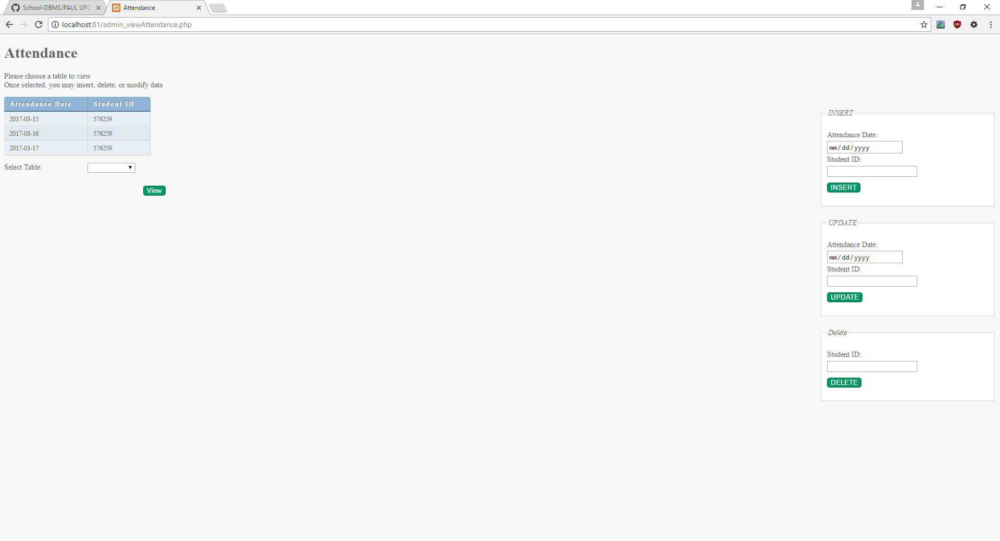 School-DBMS/PAUL UPD
Attendance
localhost:81/admin_viewAttendance.php
Attendance
Please choose a table to view
Once selected, you may insert, delete, or modify data
Attendance Date Student ID
2017-03-15 576259
2017-03-16 576259
2017-03-17 576259
Select Table:
View
INSERT
Attendance Date:
mm/dd/yyyy
Student ID:
INSERT
UPDATE
Attendance Date:
mm/dd/yyyy
Student ID:
UPDATE
Delete
Student ID:
DELETE